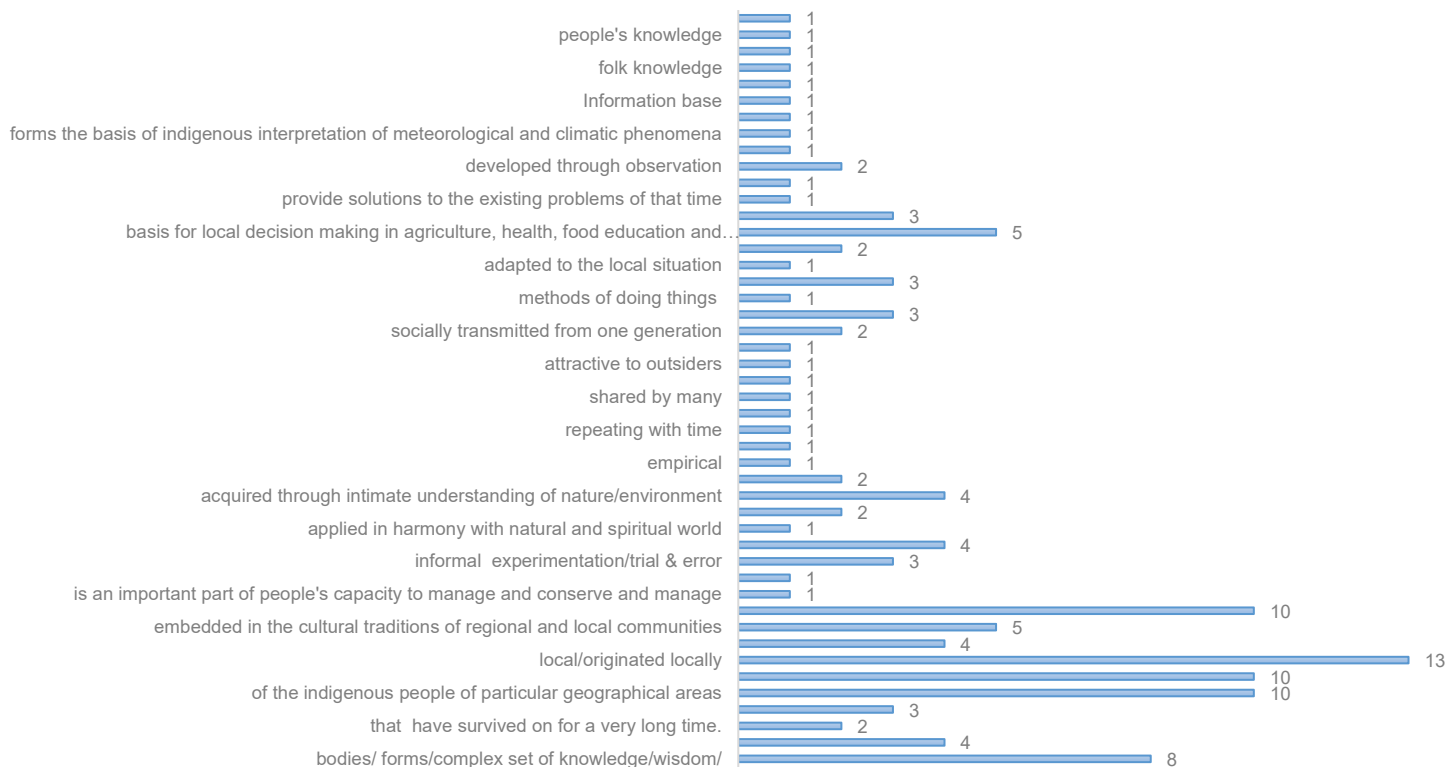 1
people's knowledge 1
1
folk knowledge 1
1
Information base 1
1
forms the basis of indigenous interpretation of meteorological and climatic phenomena 1
1
developed through observation 2
1
provide solutions to the existing problems of that time 1
3
basis for local decision making in agriculture, health, food education and… 5
2
adapted to the local situation 1
3
methods of doing things 1
3
socially transmitted from one generation 2
1
attractive to outsiders 1
1
shared by many 1
1
repeating with time 1
1
empirical 1
2
acquired through intimate understanding of nature/environment 4
2
applied in harmony with natural and spiritual world 1
4
informal  experimentation/trial & error 3
1
is an important part of people's capacity to manage and conserve and manage 1
10
embedded in the cultural traditions of regional and local communities 5
4
local/originated locally 13
10
of the indigenous people of particular geographical areas 10
3
that  have survived on for a very long time. 2
4
bodies/ forms/complex set of knowledge/wisdom/ 8